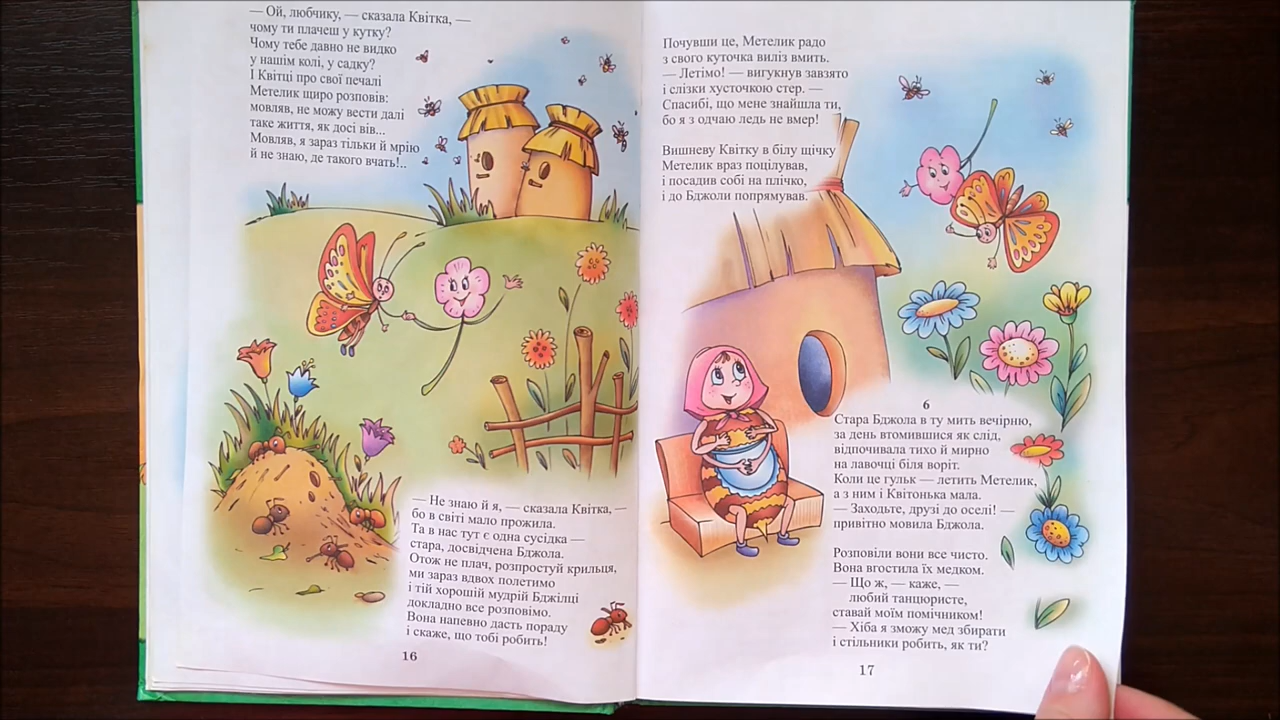 — Ой, любчику, — сказала Квітка, —
чому ти плачеш у кутку?
Чому тебе давно не видко
у нашім колі, у садку?
І Квітці про свої печалі
Метелик щиро розповів:
мовляв, не можу вести далі
таке життя, як досі вів...
Мовляв, я зараз тільки й мрію
й не знаю, де такого вчать!..
— Не знаю й я, — сказала Квітка, —
бо в світі мало прожила.
Та в нас тут є одна сусідка —
стара, досвідчена Бджола.
Отож не плач, розпростуй крильця,
ми зараз вдвох полетимо
і тій хорошій мудрій Бджілці
докладно все розповімо.
Вона напевно дасть пораду
і скаже, що тобі робить!
16
Почувши це, Метелик радо
з свого куточка виліз вмить.
— Летімо! — вигукнув завзято
і слізки хусточкою стер. —
Спасибі, що мене знайшла ти,
бо я з одчаю ледь не вмер!
Вишневу Квітку в білу щічку
Метелик враз поцілував,
і посадив собі на плічко,
і до Бджоли попрямував.
6
Стара Бджола в ту мить вечірню,
за день втомившися як слід,
відпочивала тихо й мирно
на лавочці біля воріт.
Коли це гульк — летить Метелик,
а з ним і Квітонька мала.
— Заходьте, друзі до оселі! —
привітно мовила Бджола.
Розповіли вони все чисто.
Вона вгостила їх медком.
— Що ж, — каже, —
любий танцюристе,
ставай моїм помічником!
— Хіба я зможу мед збирати
і стільники робить, як ти?
17